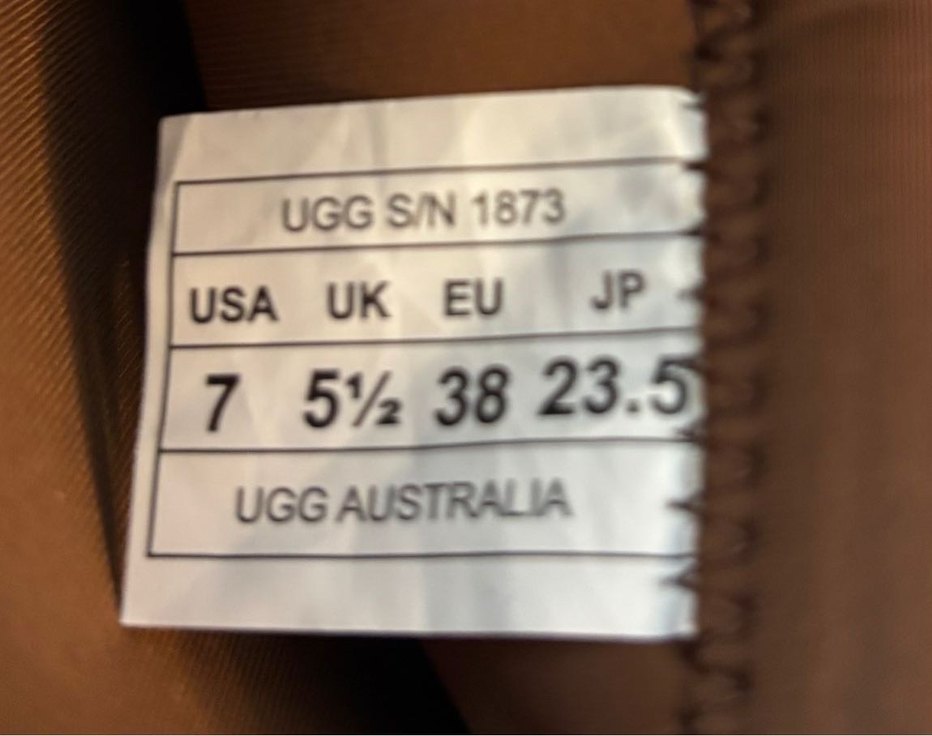 UGG S/N 1873
USA UK EU JP
7 5½ 38 23.5
UGG AUSTRALIA